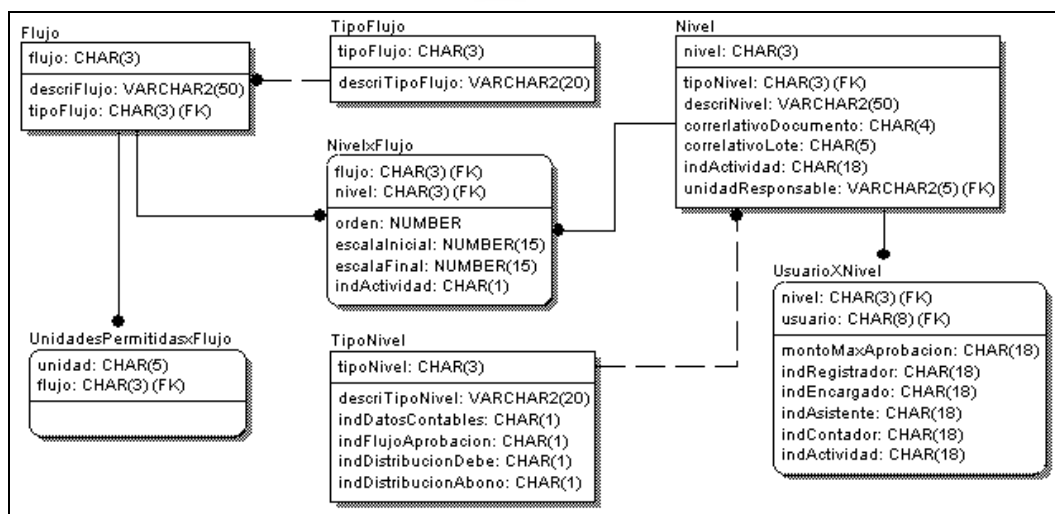 Flujo
flujo: CHAR(3)
descriFlujo: VARCHAR2(50)
tipoFlujo: CHAR(3) (FK)
TipoFlujo
tipoFlujo: CHAR(3)
descriTipoFlujo: VARCHAR2(20)
Nivel
nivel: CHAR(3)
tipoNivel: CHAR(3) (FK)
descriNivel: VARCHAR2(50)
correrlativoDocumento: CHAR(4)
correlativoLote: CHAR(5)
indActividad: CHAR(18)
unidadResponsable: VARCHAR2(5) (FK)
NivelxFlujo
flujo: CHAR(3) (FK)
nivel: CHAR(3) (FK)
orden: NUMBER
escalaInicial: NUMBER(15)
escalaFinal: NUMBER(15)
indActividad: CHAR(1)
UnidadesPermitidasxFlujo
unidad: CHAR(5)
flujo: CHAR(3) (FK)
TipoNivel
tipoNivel: CHAR(3)
descriTipoNivel: VARCHAR2(20)
indDatosContables: CHAR(1)
indFlujoAprobacion: CHAR(1)
indDistribucionDebe: CHAR(1)
indDistribucionAbono: CHAR(1)
UsuarioXNivel
nivel: CHAR(3) (FK)
usuario: CHAR(8) (FK)
montoMaxAprobacion: CHAR(18)
indRegistrador: CHAR(18)
indEncargado: CHAR(18)
indAsistente: CHAR(18)
indContador: CHAR(18)
indActividad: CHAR(18)